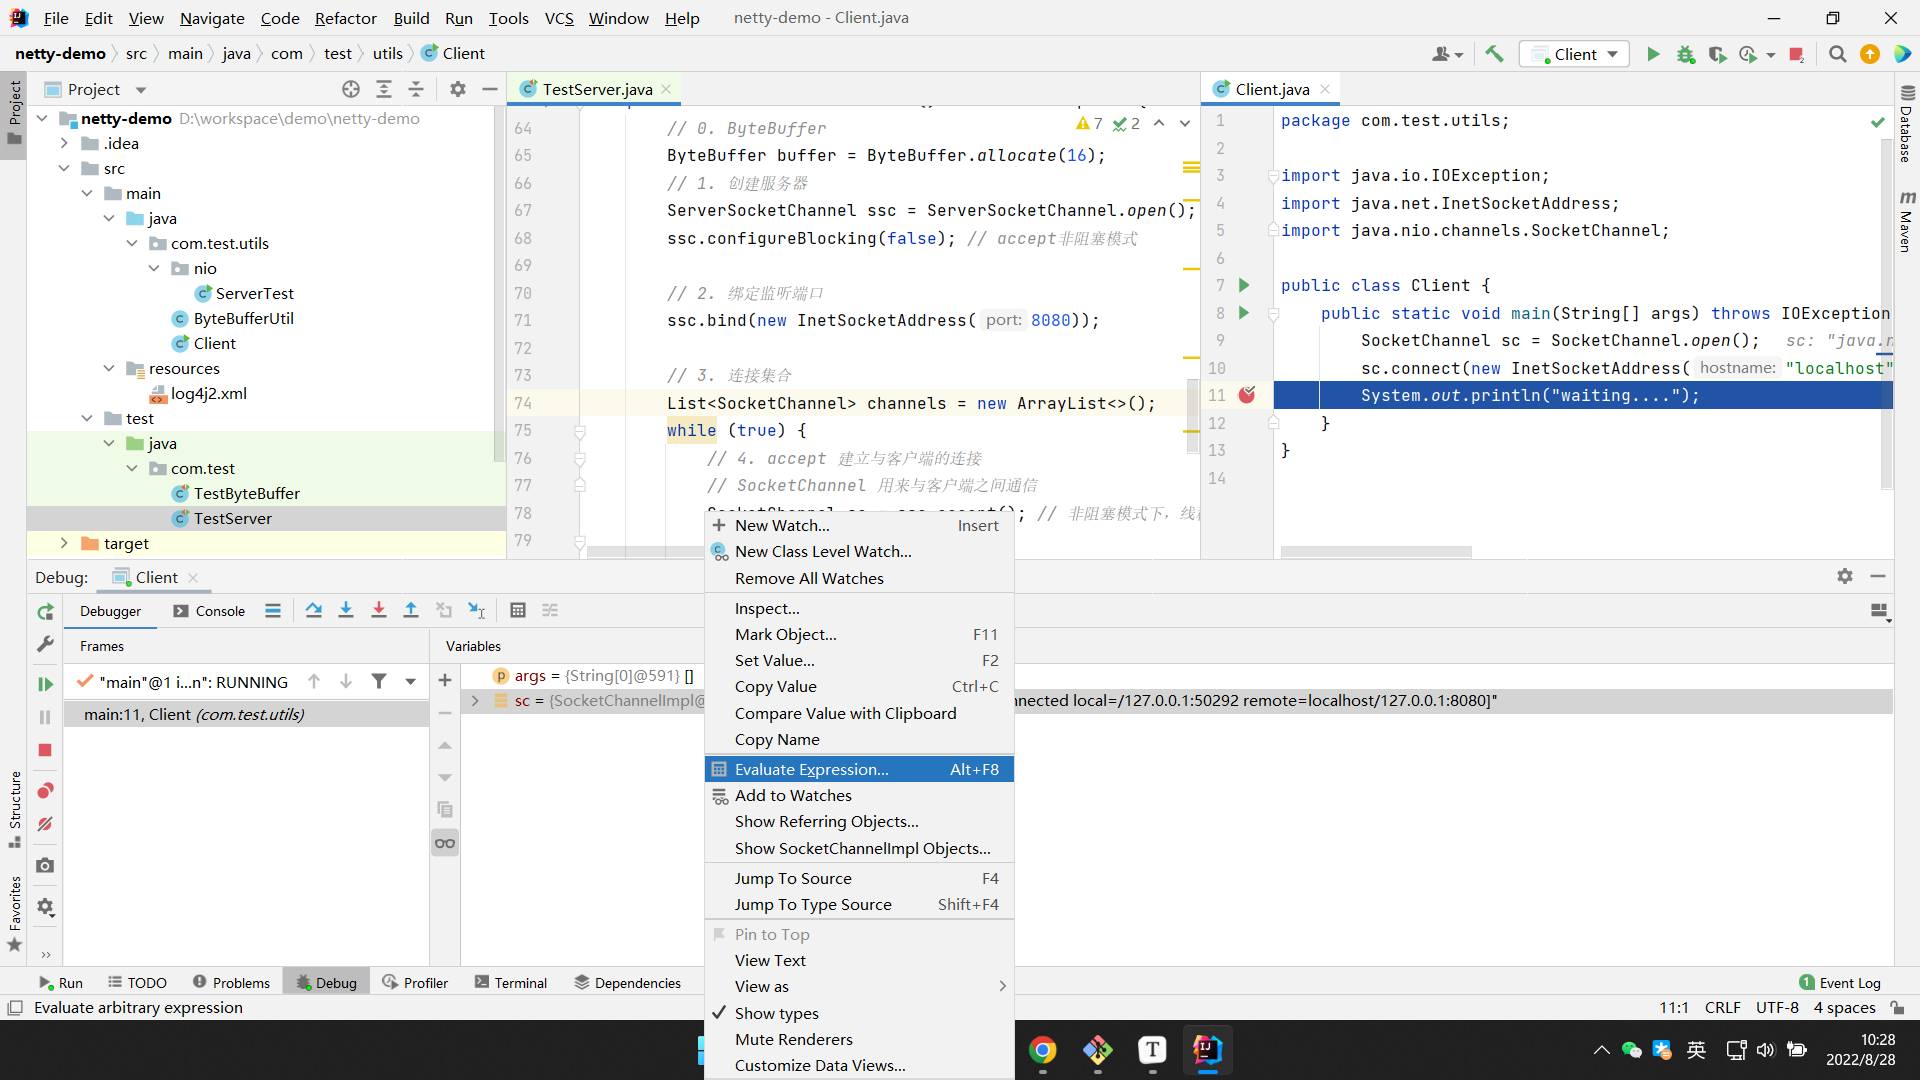 File Edit View Navigate Code Refactor Build Run Tools VCS Window Help netty-demo - Client.java
netty-demo src main java com test utils Client
Client
Project
TestServer.java
Client.java
Project
netty-demo D:\workspace\demo\netty-demo
.idea
src
main
java
com.test.utils
nio
ServerTest
ByteBufferUtil
Client
resources
log4j2.xml
test
java
com.test
TestByteBuffer
TestServer
target
7 2
64 // 0. ByteBuffer
65 ByteBuffer buffer = ByteBuffer.allocate(16);
66 // 1. 创建服务器
67 ServerSocketChannel ssc = ServerSocketChannel.open();
68 ssc.configureBlocking(false); // accept非阻塞模式
69
70 // 2. 绑定监听端口
71 ssc.bind(new InetSocketAddress( port: 8080));
72
73 // 3. 连接集合
74 List<SocketChannel> channels = new ArrayList<>();
75 while (true) {
76 // 4. accept 建立与客户端的连接
77 // SocketChannel 用来与客户端之间通信
78 SocketChannel sc = ssc.accept(); // 非阻塞模式下，线
79
1 package com.test.utils;
2
3 import java.io.IOException;
4 import java.net.InetSocketAddress;
5 import java.nio.channels.SocketChannel;
6
7 public class Client {
8 public static void main(String[] args) throws IOException
9 SocketChannel sc = SocketChannel.open(); sc: "java.n
10 sc.connect(new InetSocketAddress( hostname: "localhost"
11 System.out.println("waiting....");
12 }
13 }
14
Database
Maven
Structure
Favorites
Debug: Client
Debugger Console
Frames
Variables
"main"@1 i...n": RUNNING
main:11, Client (com.test.utils)
args = {String[0]@591} []
sc = {SocketChannelImpl@
nnected local=/127.0.0.1:50292 remote=localhost/127.0.0.1:8080]"
New Watch... Insert
New Class Level Watch...
Remove All Watches
Inspect...
Mark Object... F11
Set Value... F2
Copy Value Ctrl+C
Compare Value with Clipboard
Copy Name
Evaluate Expression... Alt+F8
Add to Watches
Show Referring Objects...
Show SocketChannelImpl Objects...
Jump To Source F4
Jump To Type Source Shift+F4
Pin to Top
View Text
View as
Show types
Mute Renderers
Customize Data Views...
Run TODO Problems Debug Profiler Terminal Dependencies
1 Event Log
Evaluate arbitrary expression
11:1 CRLF UTF-8 4 spaces
英
10:28
2022/8/28